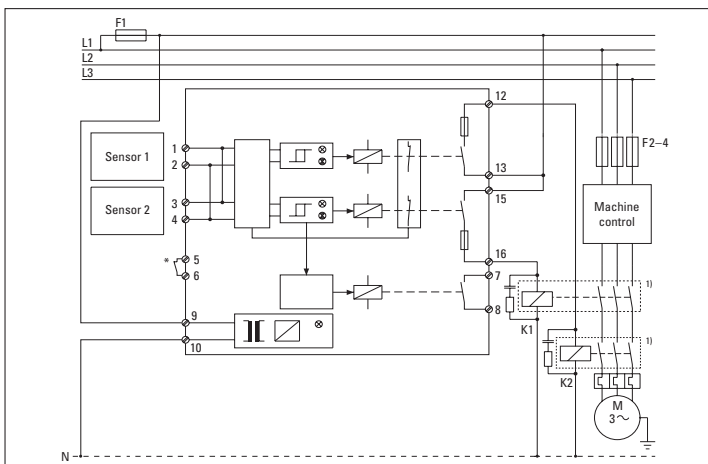 F1
L1
L2
L3
12
F2–4
1
Sensor 1
2
13
15
3
Sensor 2
4
Machine
control
* 5
6
16
7
1)
9
8
K1
10
1)
K2
M
3~
N